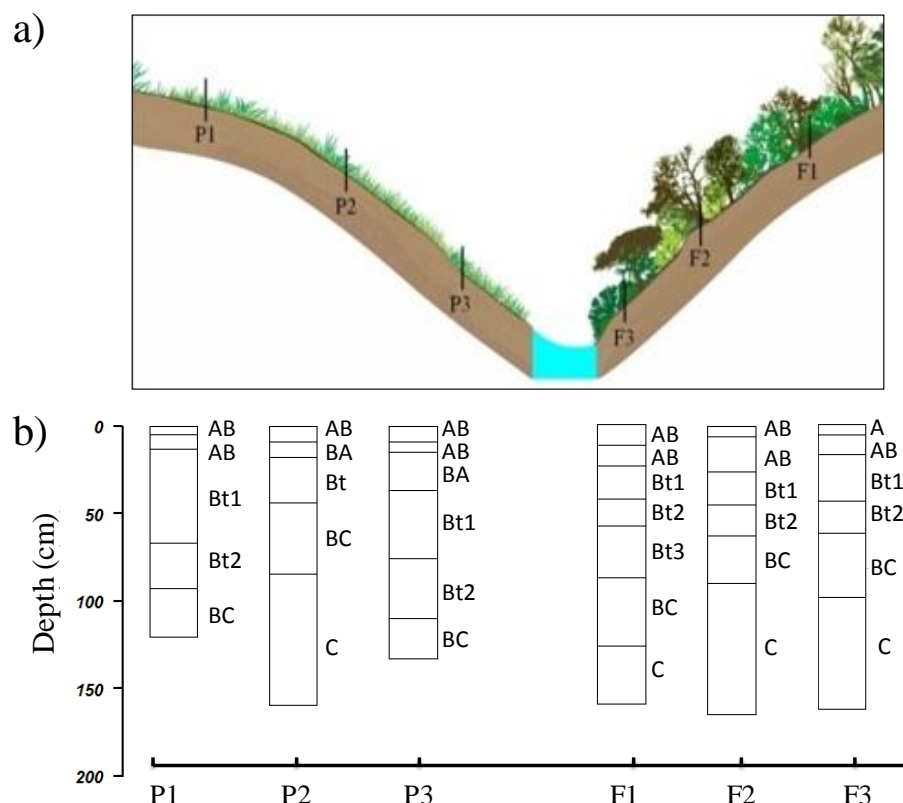 a)
P1
P2
P3
F1
F2
F3
b)
Depth (cm)
0
50
100
150
200
AB
AB
Bt1
Bt2
BC
AB
BA
Bt
BC
C
AB
AB
BA
Bt1
Bt2
BC
AB
AB
Bt1
Bt2
Bt3
BC
C
AB
AB
Bt1
Bt2
BC
C
A
AB
Bt1
Bt2
BC
C
P1 P2 P3 F1 F2 F3